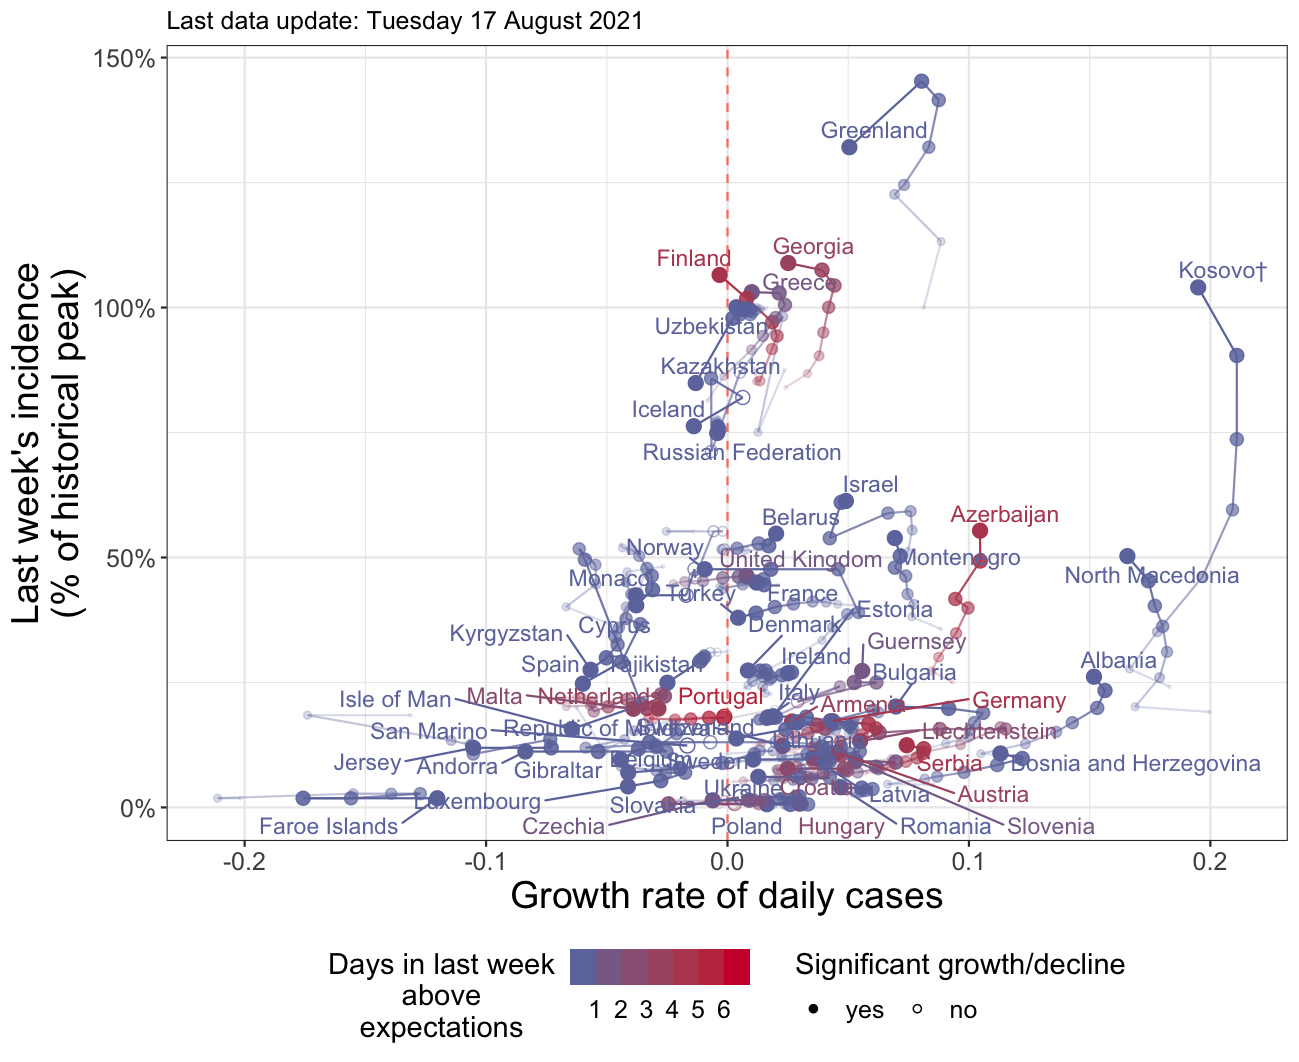 Last data update: Tuesday 17 August 2021
150%
100%
50%
0%
Last week's incidence
(% of historical peak)
Greenland
Georgia
Finland
Kosovo†
Greece
Uzbekistan
Kazakhstan
Iceland
Russian Federation
Israel
Belarus
Azerbaijan
Norway
United Kingdom
Montenegro
Monaco
North Macedonia
Turkey
France
Estonia
Cyprus
Denmark
Kyrgyzstan
Guernsey
Spain
Tajikistan
Ireland
Bulgaria
Albania
Isle of Man
Malta
Netherlands
Portugal
Italy
Armenia
Germany
San Marino
Republic of Moldova
Switzerland
Lithuania
Liechtenstein
Jersey
Andorra
Gibraltar
Belgium
Sweden
Serbia
Bosnia and Herzegovina
Luxembourg
Slovakia
Ukraine
Croatia
Latvia
Austria
Faroe Islands
Czechia
Poland
Hungary
Romania
Slovenia
-0.2
-0.1
0.0
0.1
0.2
Growth rate of daily cases
Days in last week
above
expectations
1 2 3 4 5 6
Significant growth/decline
yes
no